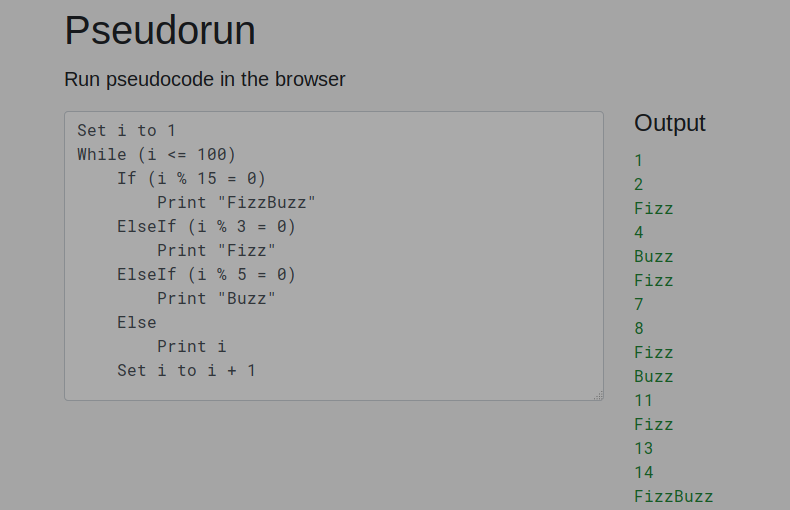 Pseudorun
Run pseudocode in the browser
Set i to 1
While (i <= 100)
    If (i % 15 = 0)
        Print "FizzBuzz"
    ElseIf (i % 3 = 0)
        Print "Fizz"
    ElseIf (i % 5 = 0)
        Print "Buzz"
    Else
        Print i
    Set i to i + 1
Output
1
2
Fizz
4
Buzz
Fizz
7
8
Fizz
Buzz
11
Fizz
13
14
FizzBuzz